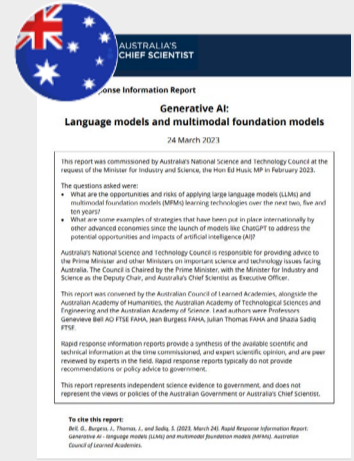 AUSTRALIA'S
CHIEF SCIENTIST
ponse Information Report
Generative AI:
Language models and multimodal foundation models
24 March 2023
This report was commissioned by Australia's National Science and Technology Council at the
request of the Minister for Industry and Science, the Hon Ed Husic MP in February 2023.
The questions asked were:
• What are the opportunities and risks of applying large language models (LLMs) and
multimodal foundation models (MFMs) learning technologies over the next two, five and
ten years?
• What are some examples of strategies that have been put in place internationally by
other advanced economies since the launch of models like ChatGPT to address the
potential opportunities and impacts of artificial intelligence (AI)?
Australia's National Science and Technology Council is responsible for providing advice to
the Prime Minister and other Ministers on important science and technology issues facing
Australia. The Council is Chaired by the Prime Minister, with the Minister for Industry and
Science as the Deputy Chair, and Australia's Chief Scientist as Executive Officer.
This report was convened by the Australian Council of Learned Academies, alongside the
Australian Academy of Humanities, the Australian Academy of Technological Sciences and
Engineering and the Australian Academy of Science. Lead authors were Professors
Genevieve Bell AO FTSE FAHA, Jean Burgess FAHA, Julian Thomas FAHA and Shazia Sadiq
FTSE.
Rapid response information reports provide a synthesis of the available scientific and
technical information at the time commissioned, and expert scientific opinion, and are peer
reviewed by experts in the field. Rapid response reports typically do not provide
recommendations or policy advice to government.
This report represents independent science evidence to government, and does not
represent the views or policies of the Australian Government or Australia's Chief Scientist.
To cite this report:
Bell, G., Burgess, J., Thomas, J., and Sadiq, S. (2023, March 24). Rapid Response Information Report:
Generative AI - language models (LLMs) and multimodal foundation models (MFMs). Australian
Council of Learned Academies.